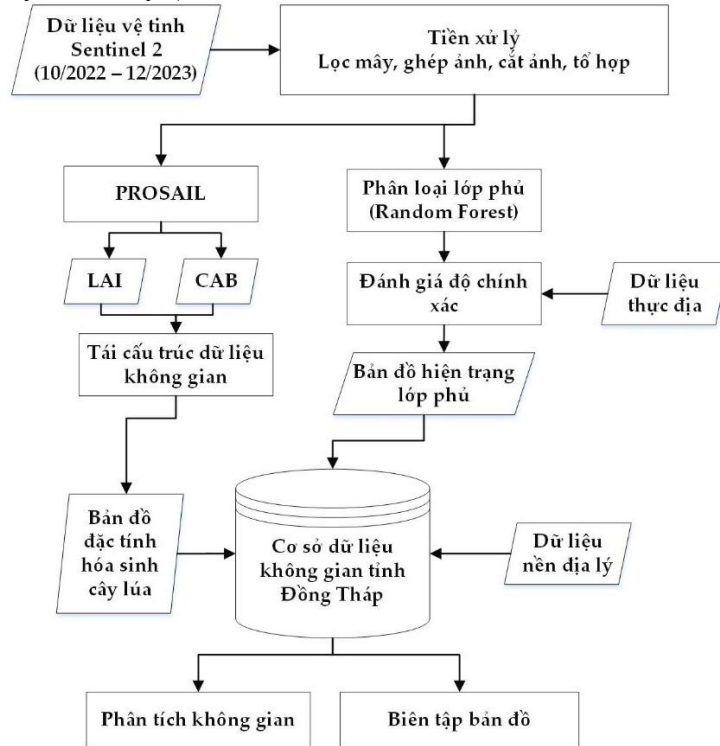 Dữ liệu vệ tinh
Sentinel 2
(10/2022 – 12/2023)
Tiền xử lý
Lọc mây, ghép ảnh, cắt ảnh, tổ hợp
PROSAIL
Phân loại lớp phủ
(Random Forest)
LAI
CAB
Đánh giá độ chính
xác
Dữ liệu
thực địa
Tái cấu trúc dữ liệu
không gian
Bản đồ hiện trạng
lớp phủ
Bản đồ
đặc tính
hóa sinh
cây lúa
Cơ sở dữ liệu
không gian tỉnh
Đồng Tháp
Dữ liệu
nền địa lý
Phân tích không gian
Biên tập bản đồ